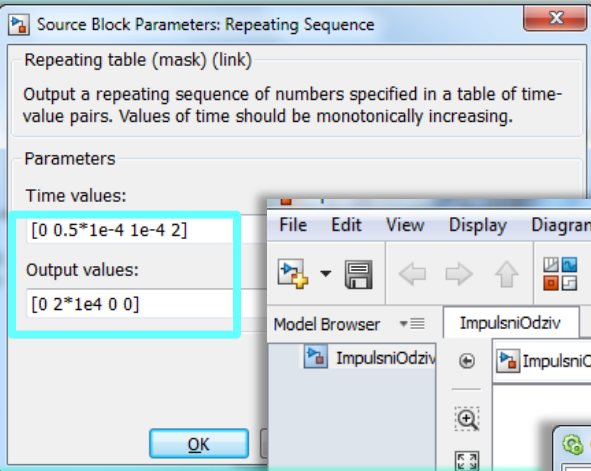 Source Block Parameters: Repeating Sequence
Repeating table (mask) (link)
Output a repeating sequence of numbers specified in a table of time-
value pairs. Values of time should be monotonically increasing.
Parameters
Time values:
[0 0.5*1e-4 1e-4 2]
Output values:
[0 2*1e4 0 0]
OK
File Edit View Display Diagran
Model Browser
ImpulsniOdziv
ImpulsniOdziv
ImpulsniO